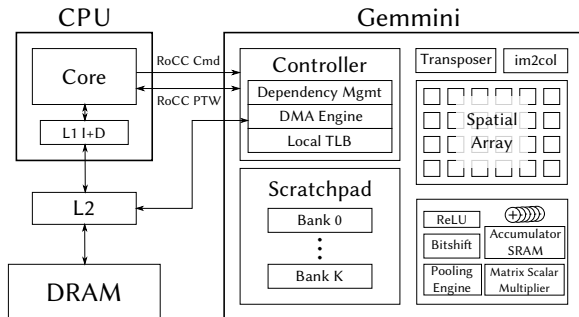 CPU
Gemmini
Core
L1 I+D
L2
DRAM
RoCC Cmd
RoCC PTW
Controller
Dependency Mgmt
DMA Engine
Local TLB
Scratchpad
Bank 0
Bank K
Transposer
im2col
Spatial
Array
ReLU
Bitshift
Accumulator
SRAM
Pooling
Engine
Matrix Scalar
Multiplier